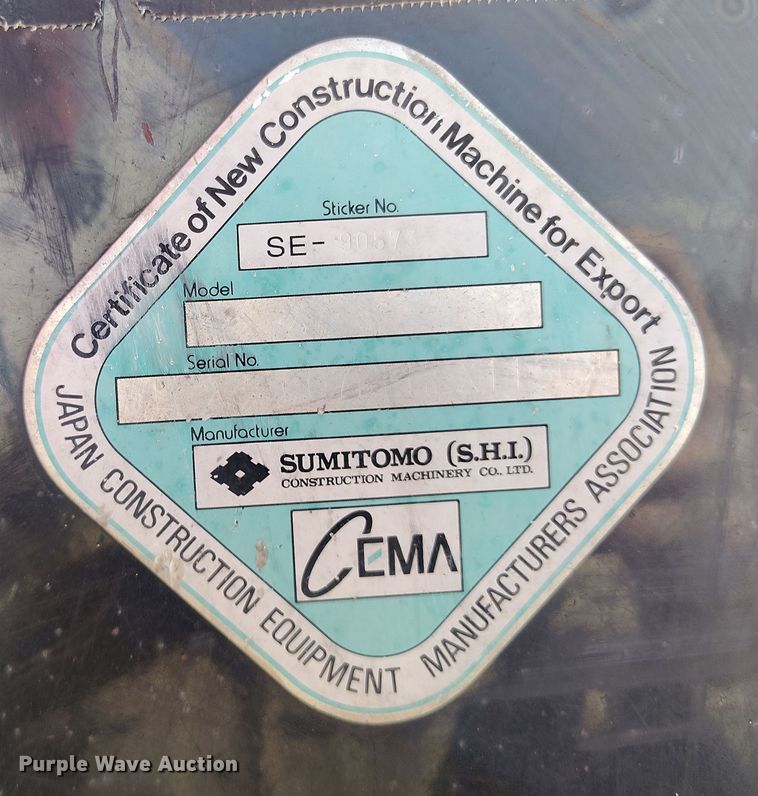 Certificate of New Construction Machine for Export
Sticker No.
SE-
Model
Serial No.
Manufacturer
SUMITOMO (S.H.I.)
CONSTRUCTION MACHINERY CO., LTD.
CEMA
JAPAN CONSTRUCTION EQUIPMENT MANUFACTURERS ASSOCIATION
Purple Wave Auction